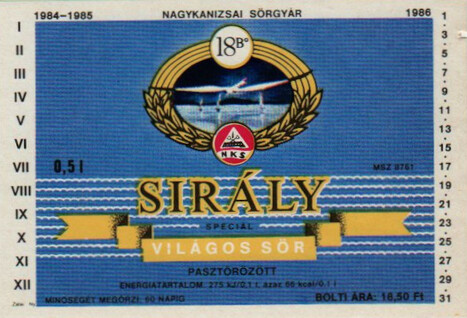 1984-1985 NAGYKANIZSAI SÖRGYÁR 1986
I
II
III
IV
V
VI
VII
VIII
IX
X
XI
XII
1
3
5
7
9
11
13
15
17
19
21
23
25
27
29
31
18B°
NKS
0,5 l
MSZ 8761
SIRÁLY
SPECIAL
VILÁGOS SÖR
PASZTŐRÖZÖTT
ENERGIATARTALOM: 275 kJ/0,1 l, azaz 66 kcal/0,1 l
MINŐSÉGÉT MEGŐRZI: 60 NAPIG
BOLTI ÁRA: 16,50 Ft